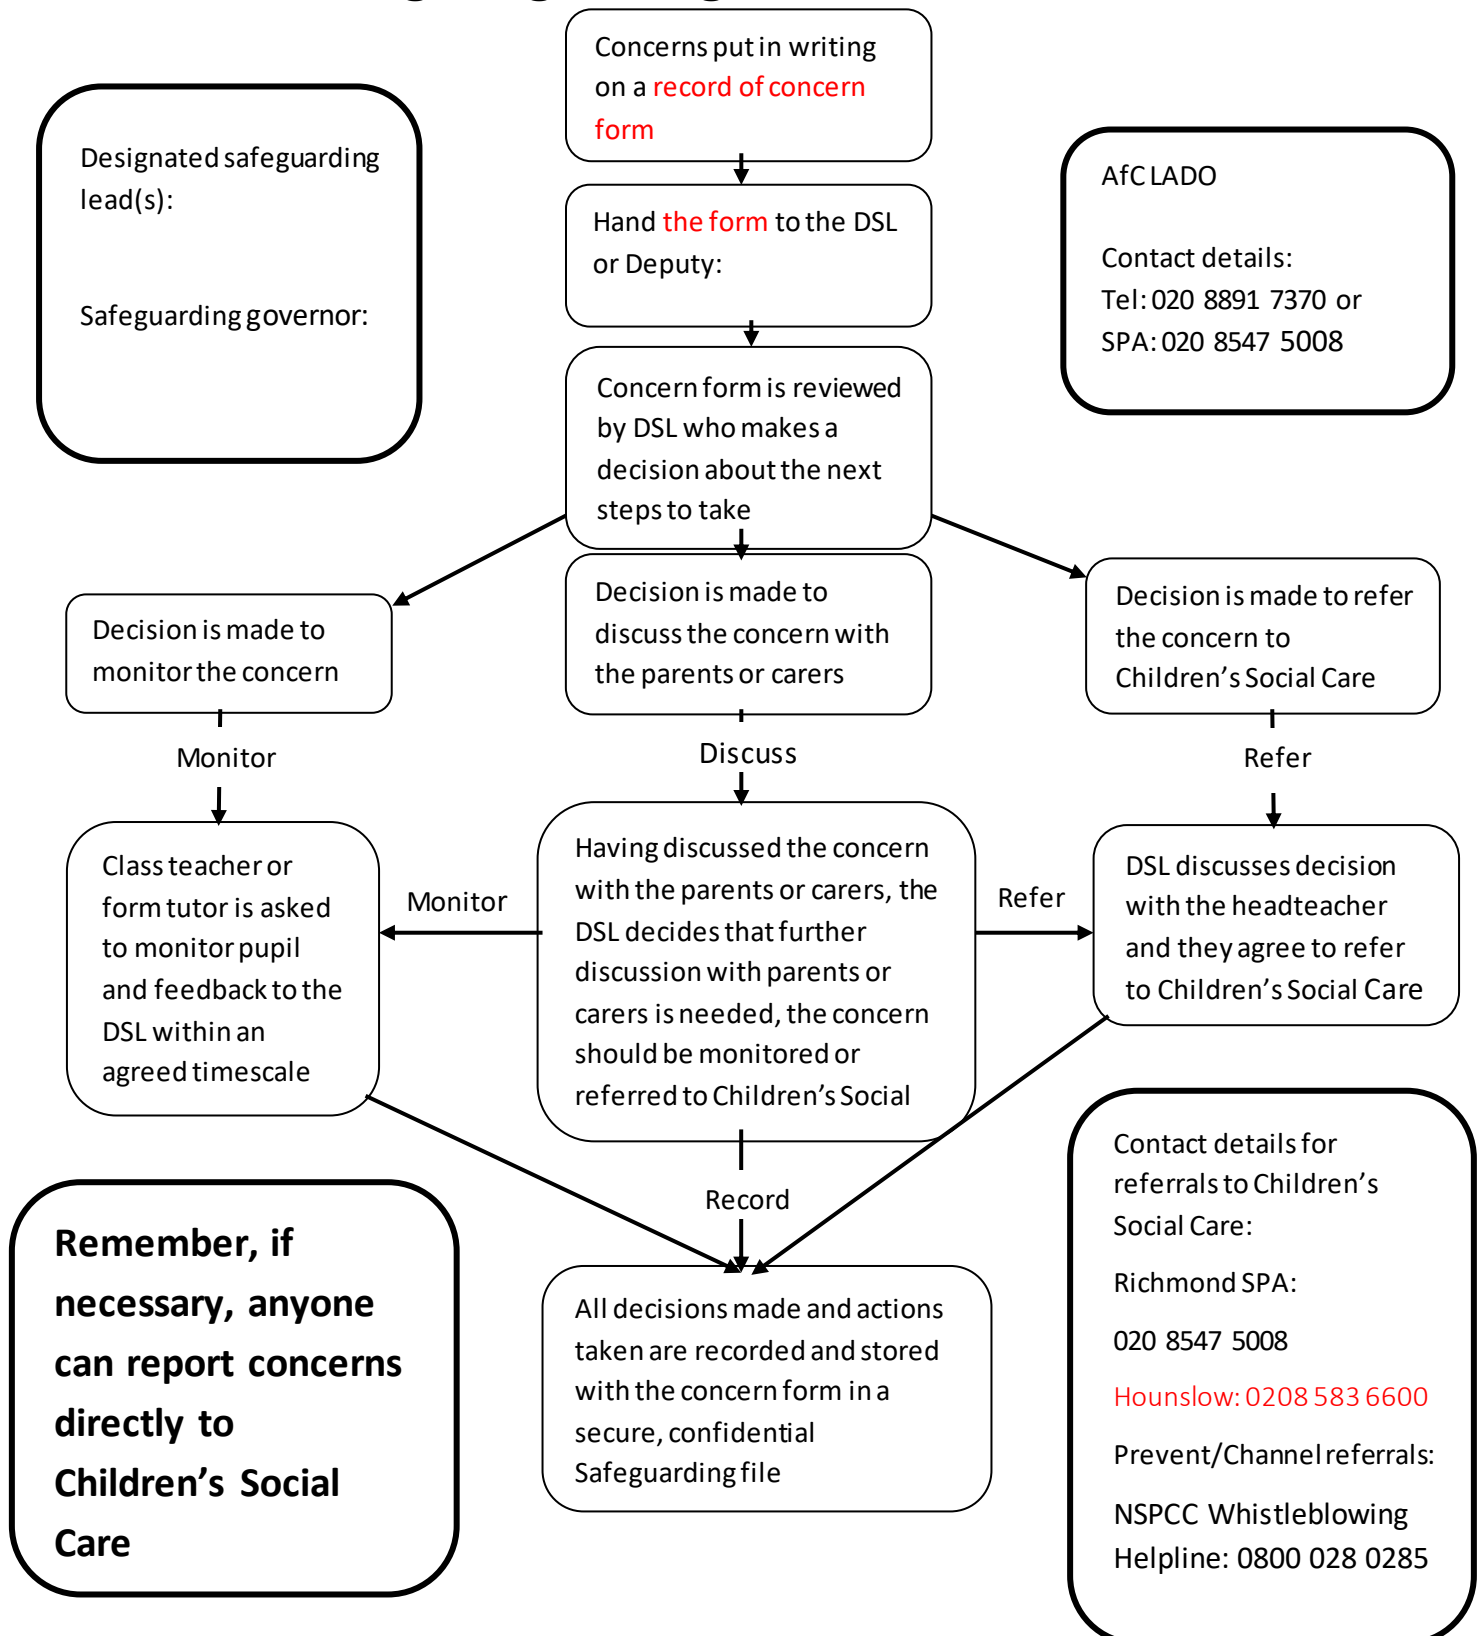 Concerns put in writing
on a record of concern
form
Designated safeguarding
lead(s):
Safeguarding governor:
AfC LADO
Contact details:
Tel: 020 8891 7370 or
SPA: 020 8547 5008
Hand the form to the DSL
or Deputy:
Concern form is reviewed
by DSL who makes a
decision about the next
steps to take
Decision is made to
monitor the concern
Decision is made to
discuss the concern with
the parents or carers
Decision is made to refer
the concern to
Children’s Social Care
Monitor
Discuss
Refer
Class teacher or
form tutor is asked
to monitor pupil
and feedback to the
DSL within an
agreed timescale
Monitor
Having discussed the concern
with the parents or carers, the
DSL decides that further
discussion with parents or
carers is needed, the concern
should be monitored or
referred to Children’s Social
Refer
DSL discusses decision
with the headteacher
and they agree to refer
to Children’s Social Care
Record
Remember, if
necessary, anyone
can report concerns
directly to
Children’s Social
Care
All decisions made and actions
taken are recorded and stored
with the concern form in a
secure, confidential
Safeguarding file
Contact details for
referrals to Children’s
Social Care:
Richmond SPA:
020 8547 5008
Hounslow: 0208 583 6600
Prevent/Channel referrals:
NSPCC Whistleblowing
Helpline: 0800 028 0285